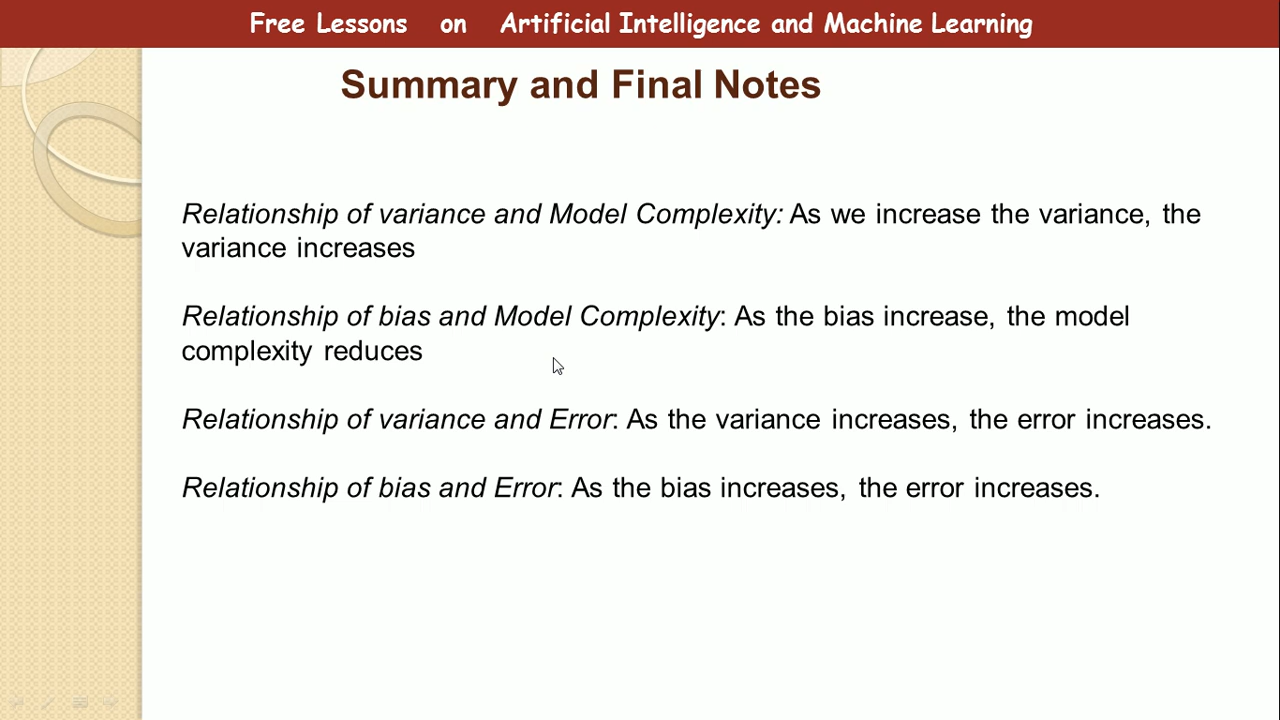 Free Lessons on Artificial Intelligence and Machine Learning
Summary and Final Notes
Relationship of variance and Model Complexity: As we increase the variance, the
variance increases
Relationship of bias and Model Complexity: As the bias increase, the model
complexity reduces
Relationship of variance and Error: As the variance increases, the error increases.
Relationship of bias and Error: As the bias increases, the error increases.